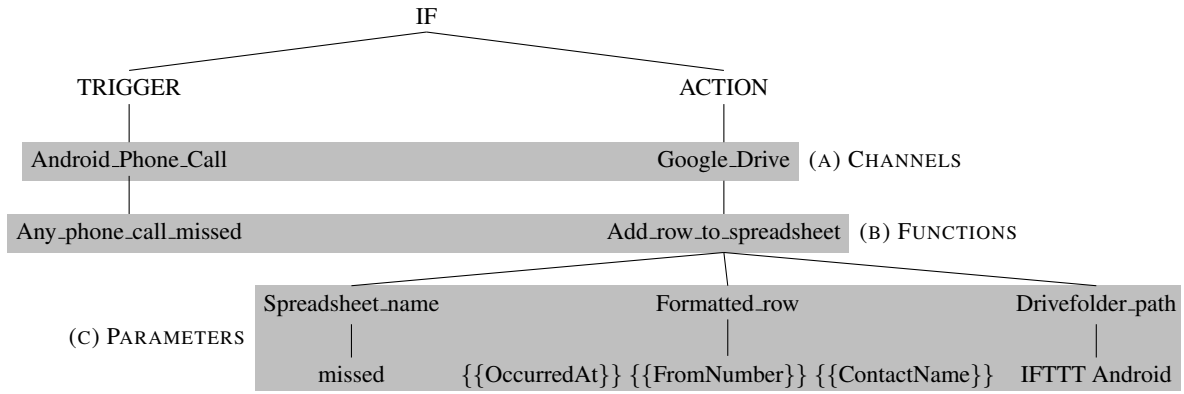 IF
TRIGGER ACTION
Android_Phone_Call Google_Drive (A) CHANNELS
Any_phone_call_missed Add_row_to_spreadsheet (B) FUNCTIONS
Spreadsheet_name Formatted_row Drivefolder_path
(C) PARAMETERS
missed {{OccurredAt}} {{FromNumber}} {{ContactName}} IFTTT Android